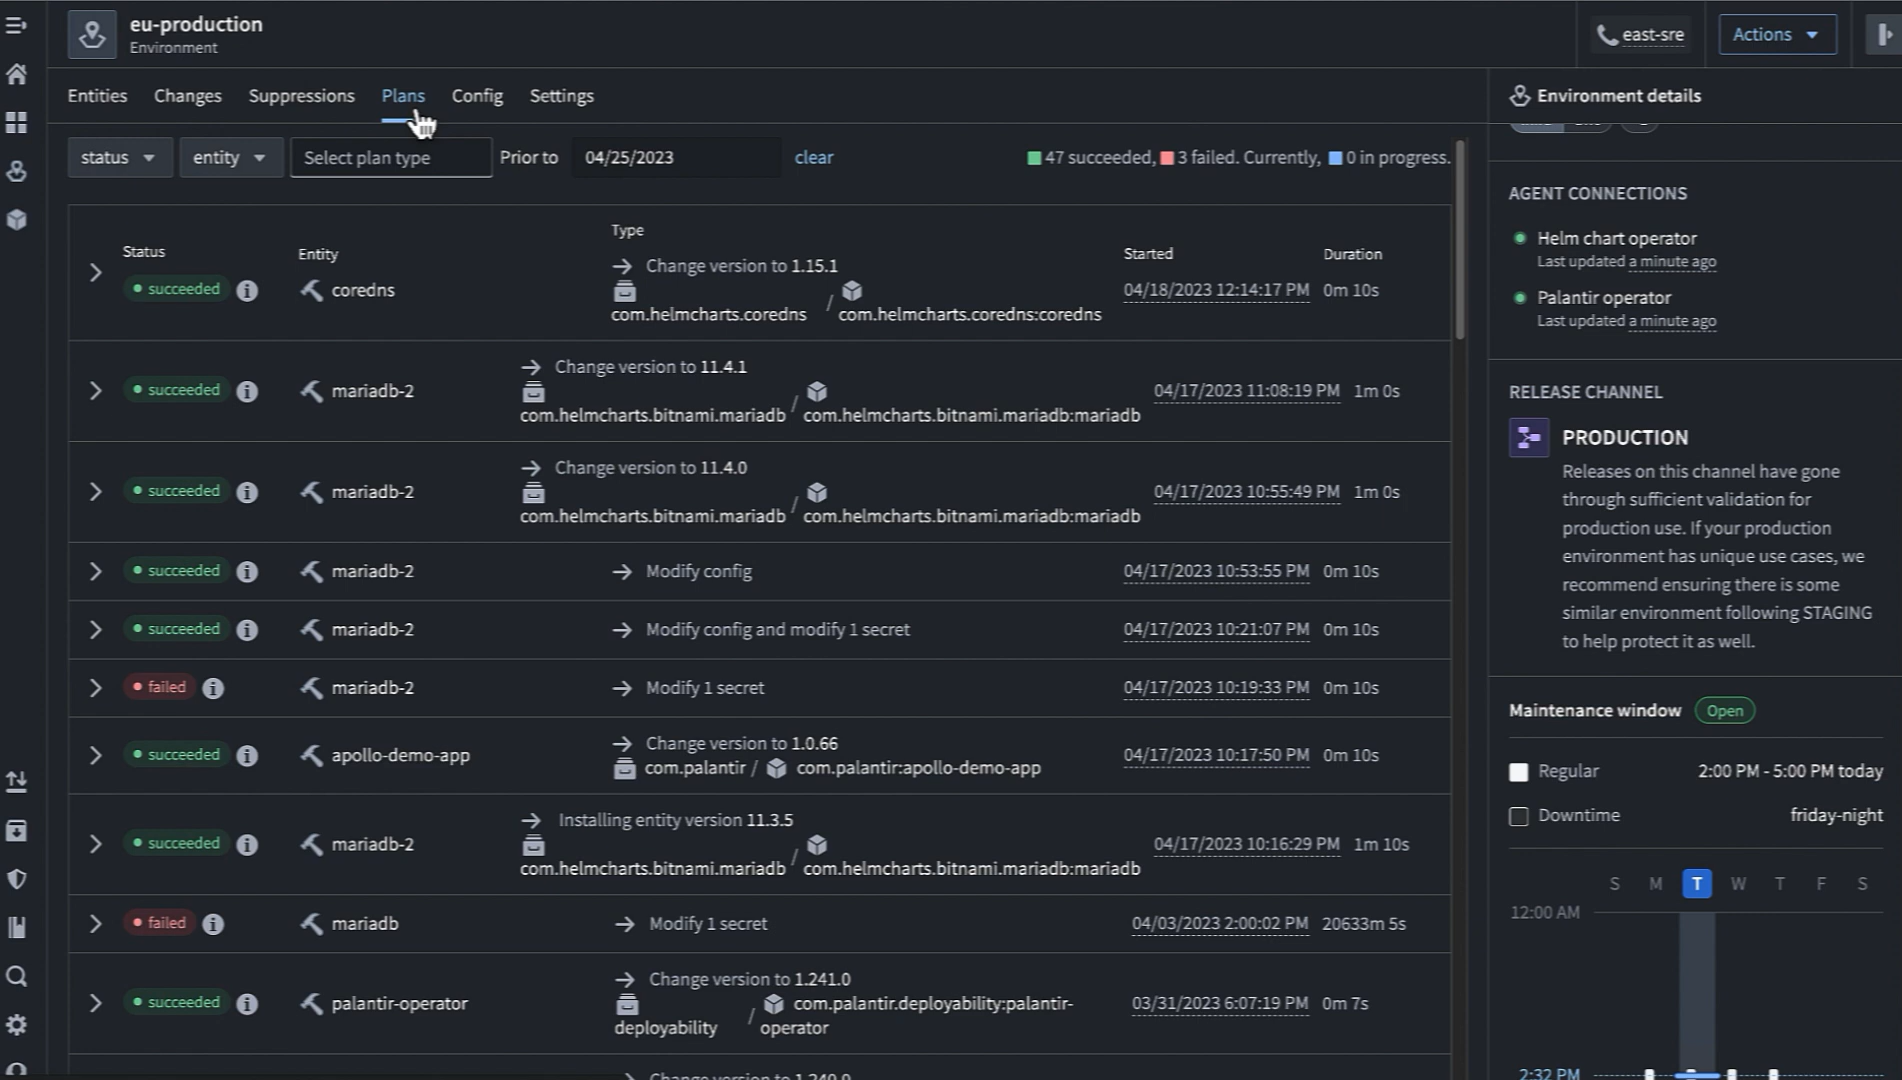 eu-production
Environment
east-sre
Actions
Entities
Changes
Suppressions
Plans
Config
Settings
Environment details
status
entity
Select plan type
Prior to
04/25/2023
clear
47 succeeded, 3 failed. Currently, 0 in progress.
Status
Entity
Type
Started
Duration
succeeded
coredns
Change version to 1.15.1
com.helmcharts.coredns / com.helmcharts.coredns:coredns
04/18/2023 12:14:17 PM
0m 10s
succeeded
mariadb-2
Change version to 11.4.1
com.helmcharts.bitnami.mariadb / com.helmcharts.bitnami.mariadb:mariadb
04/17/2023 11:08:19 PM
1m 0s
succeeded
mariadb-2
Change version to 11.4.0
com.helmcharts.bitnami.mariadb / com.helmcharts.bitnami.mariadb:mariadb
04/17/2023 10:55:49 PM
1m 0s
succeeded
mariadb-2
Modify config
04/17/2023 10:53:55 PM
0m 10s
succeeded
mariadb-2
Modify config and modify 1 secret
04/17/2023 10:21:07 PM
0m 10s
failed
mariadb-2
Modify 1 secret
04/17/2023 10:19:33 PM
0m 10s
succeeded
apollo-demo-app
Change version to 1.0.66
com.palantir / com.palantir:apollo-demo-app
04/17/2023 10:17:50 PM
0m 10s
succeeded
mariadb-2
Installing entity version 11.3.5
com.helmcharts.bitnami.mariadb / com.helmcharts.bitnami.mariadb:mariadb
04/17/2023 10:16:29 PM
1m 10s
failed
mariadb
Modify 1 secret
04/03/2023 2:00:02 PM
20633m 5s
succeeded
palantir-operator
Change version to 1.241.0
deployability / com.palantir.deployability:palantir-
operator
03/31/2023 6:07:19 PM
0m 7s
Change version to 1.240.0
AGENT CONNECTIONS
Helm chart operator
Last updated a minute ago
Palantir operator
Last updated a minute ago
RELEASE CHANNEL
PRODUCTION
Releases on this channel have gone
through sufficient validation for
production use. If your production
environment has unique use cases, we
recommend ensuring there is some
similar environment following STAGING
to help protect it as well.
Maintenance window
Open
Regular
2:00 PM - 5:00 PM today
Downtime
friday-night
S M T W T F S
12:00 AM
2:32 PM